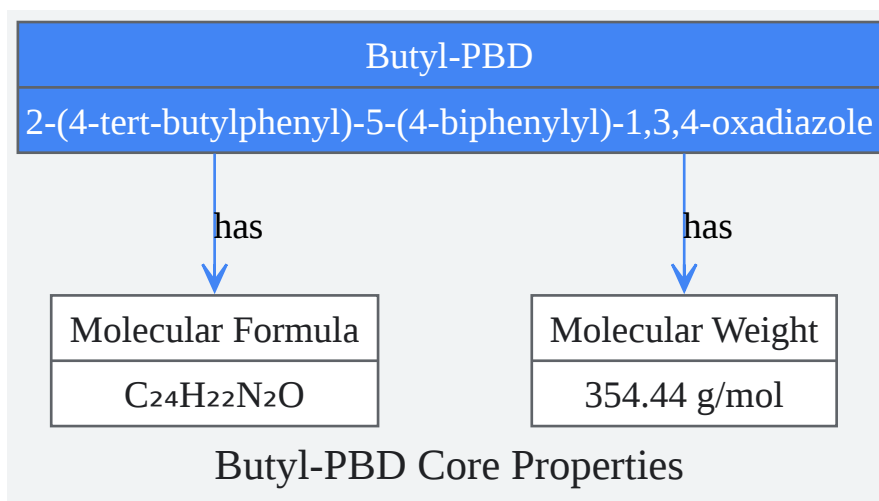 Butyl-PBD
2-(4-tert-butylphenyl)-5-(4-biphenylyl)-1,3,4-oxadiazole
has
has
Molecular Formula
C₂₄H₂₂N₂O
Molecular Weight
354.44 g/mol
Butyl-PBD Core Properties